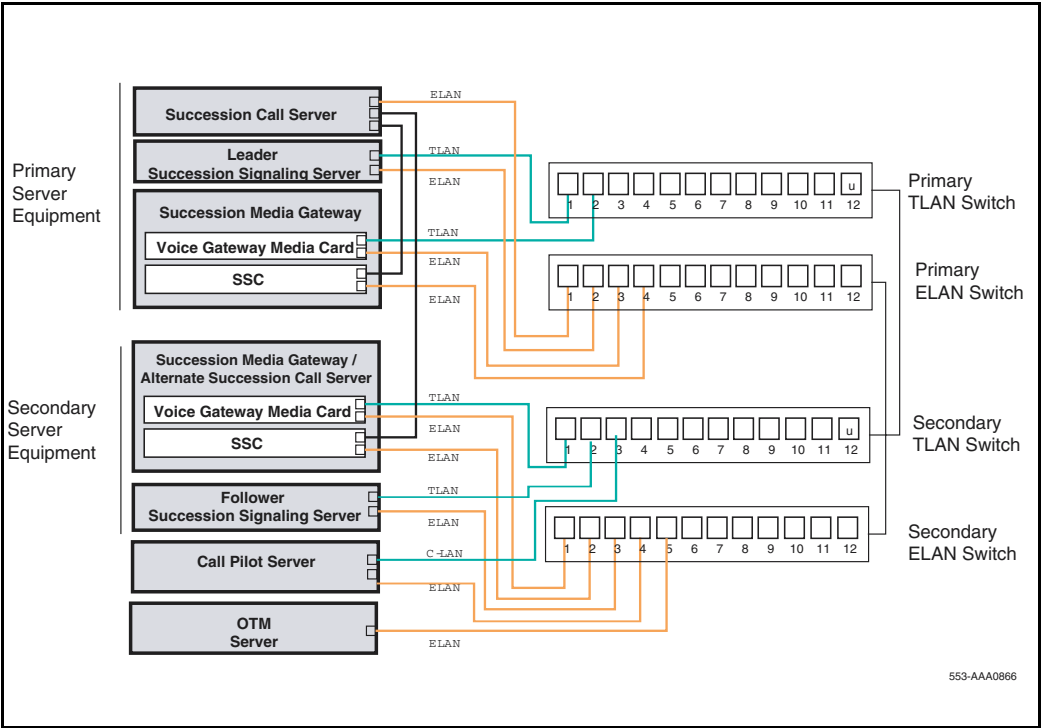 Primary
Server
Equipment
Succession Call Server
Leader
Succession Signaling Server
Succession Media Gateway
Voice Gateway Media Card
SSC
ELAN
TLAN
ELAN
TLAN
ELAN
ELAN
u
1 2 3 4 5 6 7 8 9 10 11 12
Primary
TLAN Switch
1 2 3 4 5 6 7 8 9 10 11 12
Primary
ELAN Switch
Secondary
Server
Equipment
Succession Media Gateway /
Alternate Succession Call Server
Voice Gateway Media Card
SSC
Follower
Succession Signaling Server
Call Pilot Server
OTM
Server
TLAN
ELAN
ELAN
TLAN
ELAN
C-LAN
ELAN
ELAN
u
1 2 3 4 5 6 7 8 9 10 11 12
Secondary
TLAN Switch
1 2 3 4 5 6 7 8 9 10 11 12
Secondary
ELAN Switch
553-AAA0866